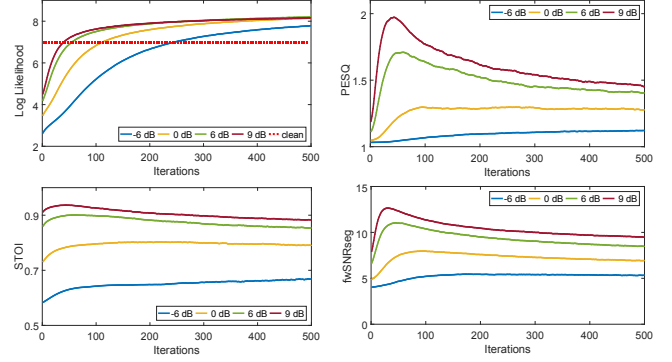 Log Likelihood
8
6
4
2
0 100 200 300 400 500
Iterations
-6 dB 0 dB 6 dB 9 dB clean
PESQ
2
1.5
1
0 100 200 300 400 500
Iterations
-6 dB 0 dB 6 dB 9 dB
STOI
0.9
0.7
0.5
0 100 200 300 400 500
Iterations
-6 dB 0 dB 6 dB 9 dB
fwSNRseg
15
10
5
0
0 100 200 300 400 500
Iterations
-6 dB 0 dB 6 dB 9 dB